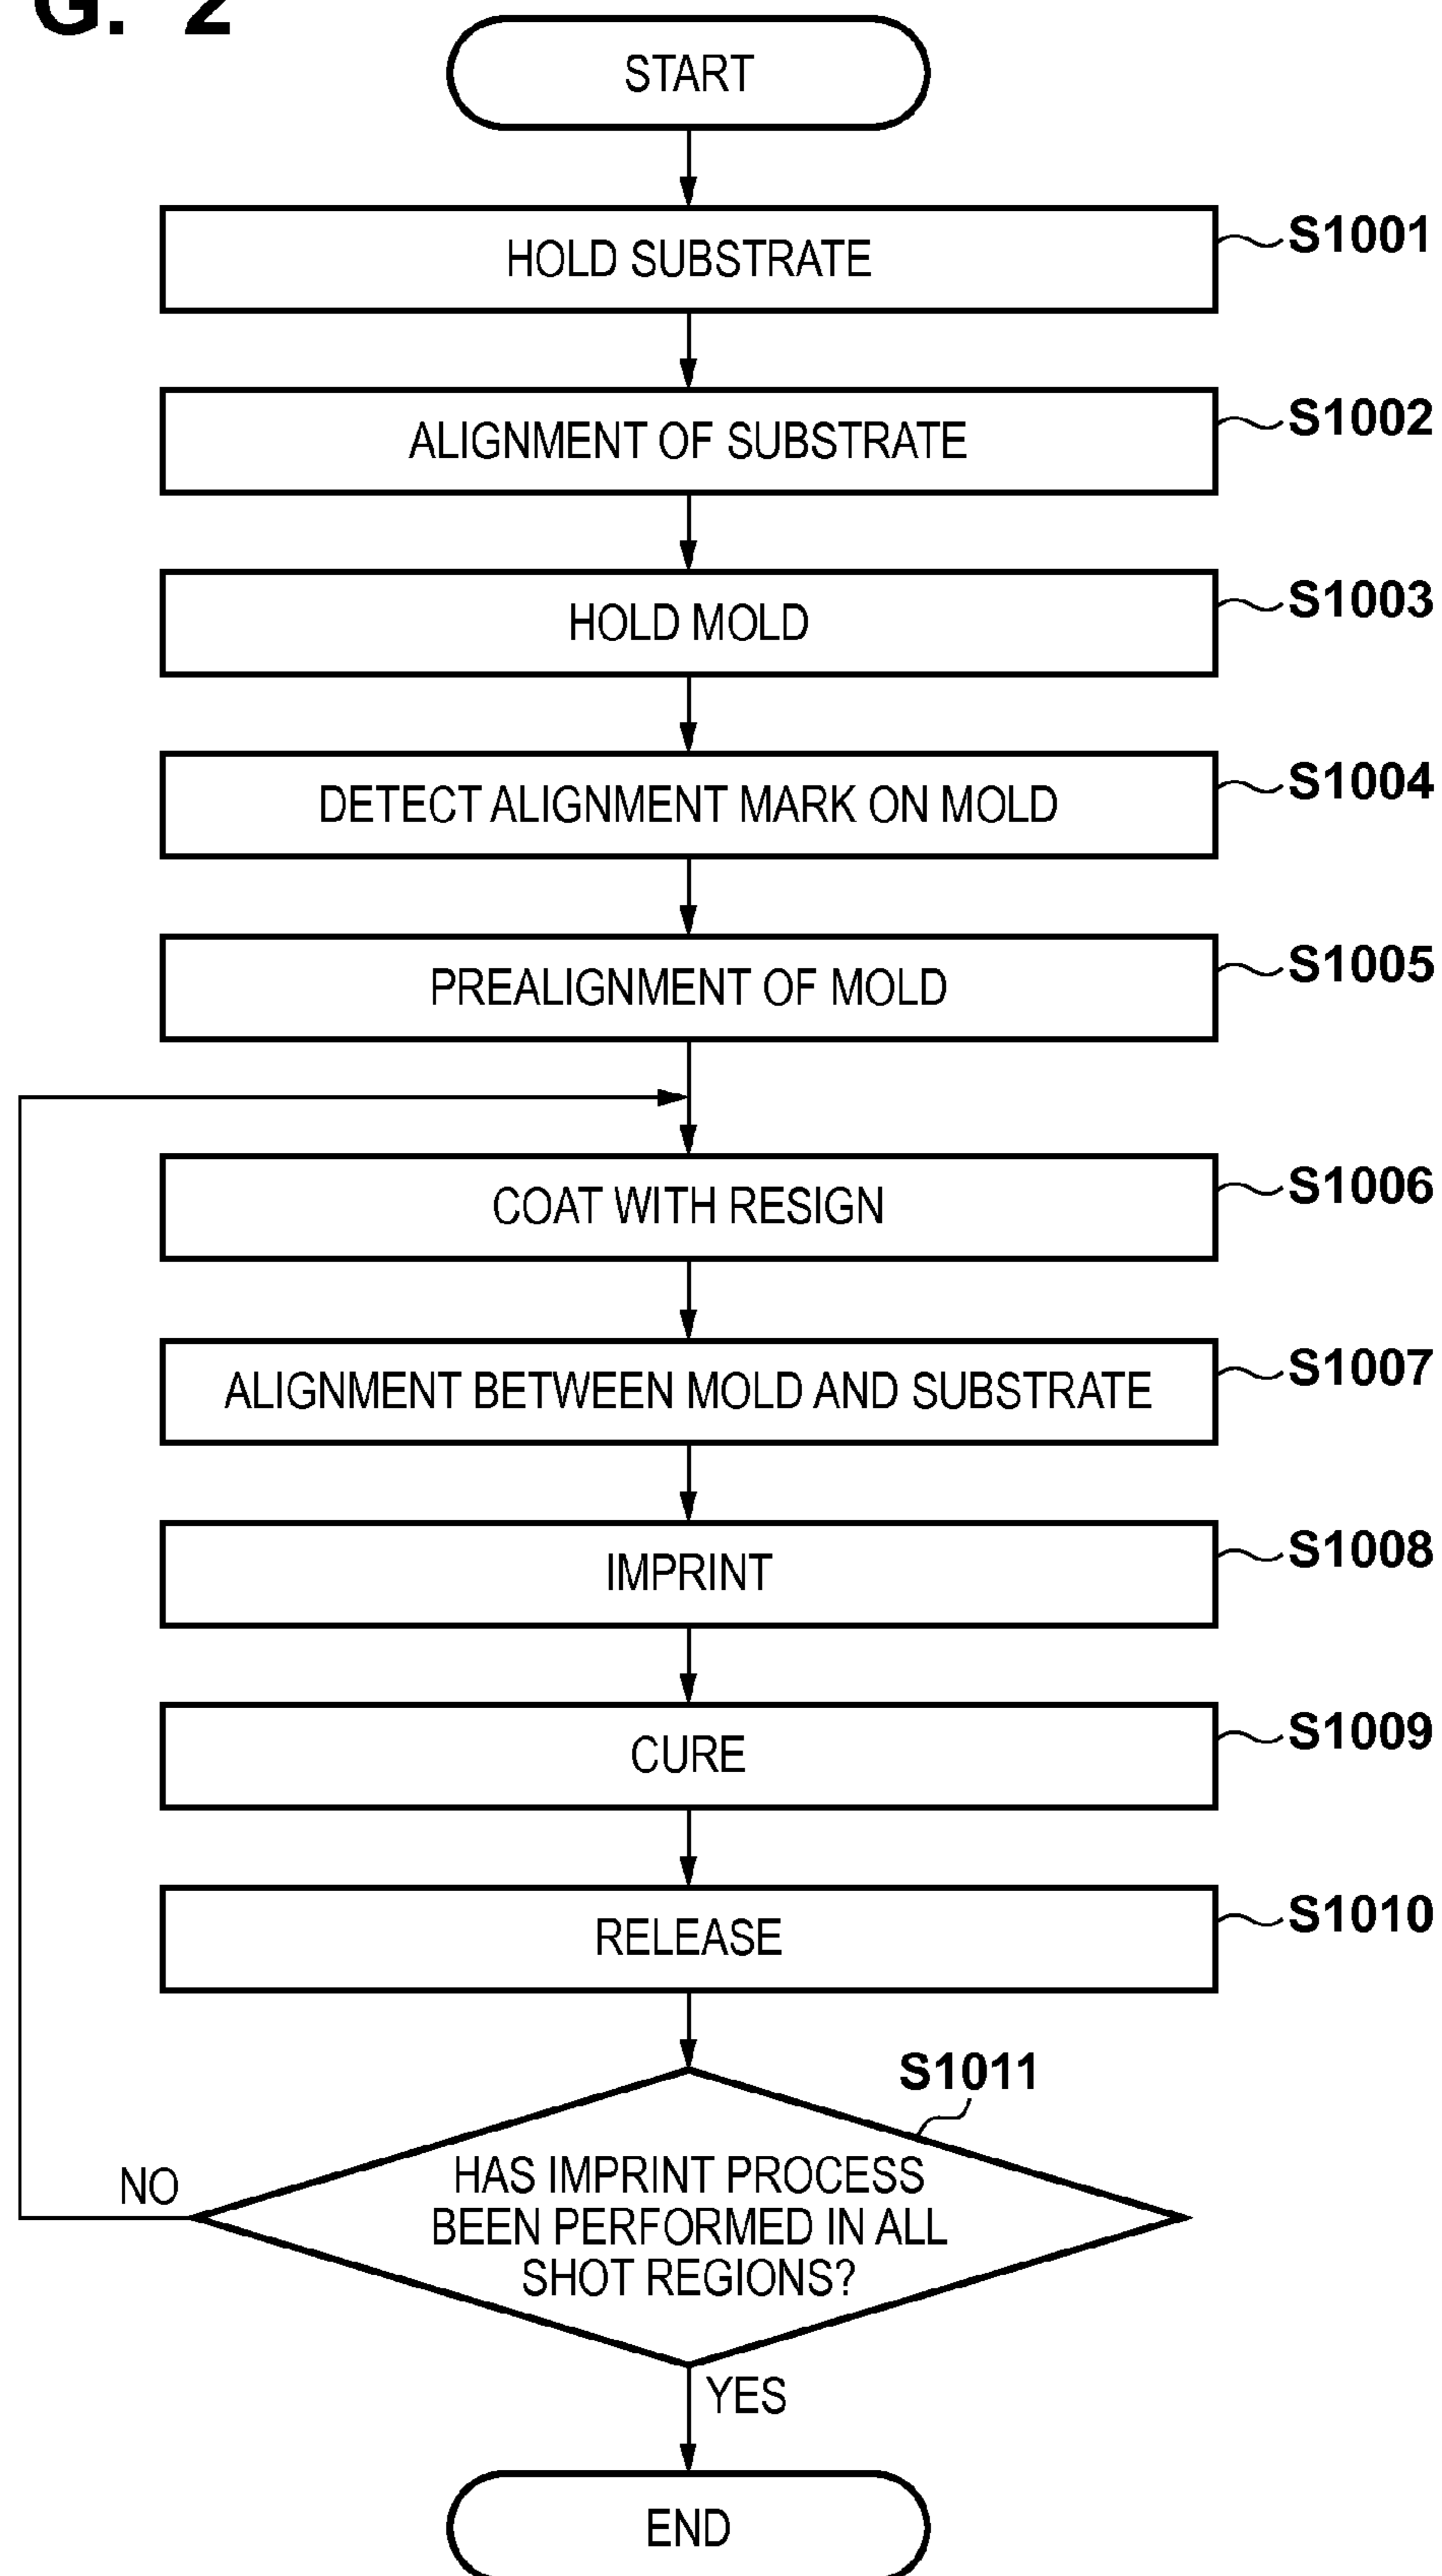 G. 2
START
HOLD SUBSTRATE
S1001
ALIGNMENT OF SUBSTRATE
S1002
HOLD MOLD
S1003
DETECT ALIGNMENT MARK ON MOLD
S1004
PREALIGNMENT OF MOLD
S1005
COAT WITH RESIGN
S1006
ALIGNMENT BETWEEN MOLD AND SUBSTRATE
S1007
IMPRINT
S1008
CURE
S1009
RELEASE
S1010
S1011
HAS IMPRINT PROCESS
BEEN PERFORMED IN ALL
SHOT REGIONS?
NO
YES
END